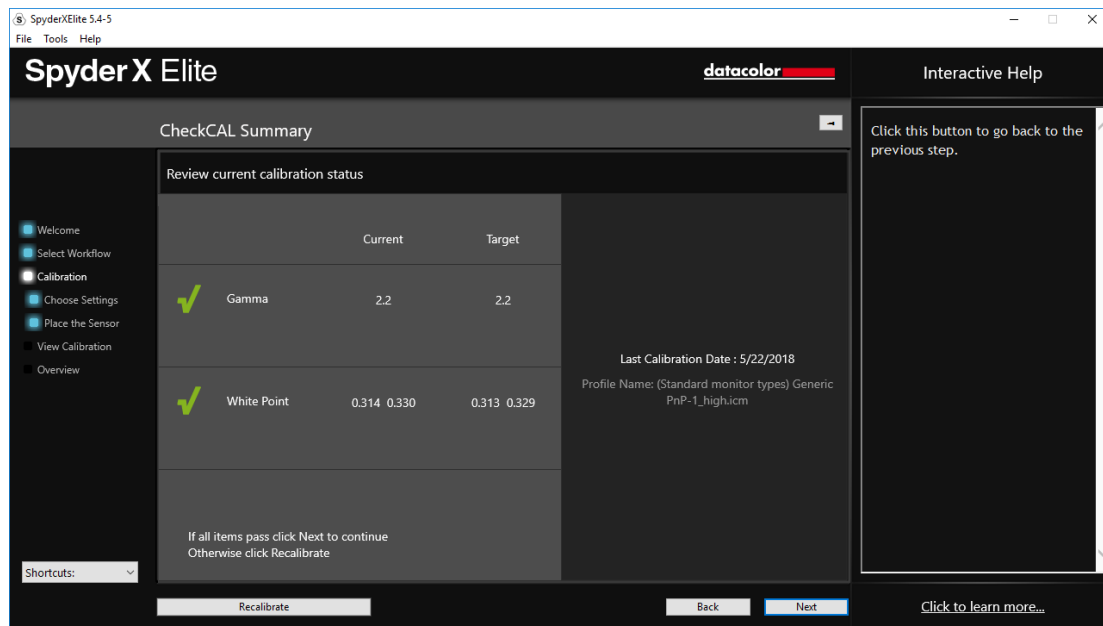 SpyderXElite 5.4-5
File Tools Help
Spyder X Elite
datacolor
Interactive Help
CheckCAL Summary
Click this button to go back to the
previous step.
Review current calibration status
Welcome
Select Workflow
Calibration
Choose Settings
Place the Sensor
View Calibration
Overview
Current Target
Gamma 2.2 2.2
White Point 0.314 0.330 0.313 0.329
Last Calibration Date : 5/22/2018
Profile Name: (Standard monitor types) Generic
PnP-1_high.icm
If all items pass click Next to continue
Otherwise click Recalibrate
Shortcuts:
Recalibrate
Back
Next
Click to learn more...